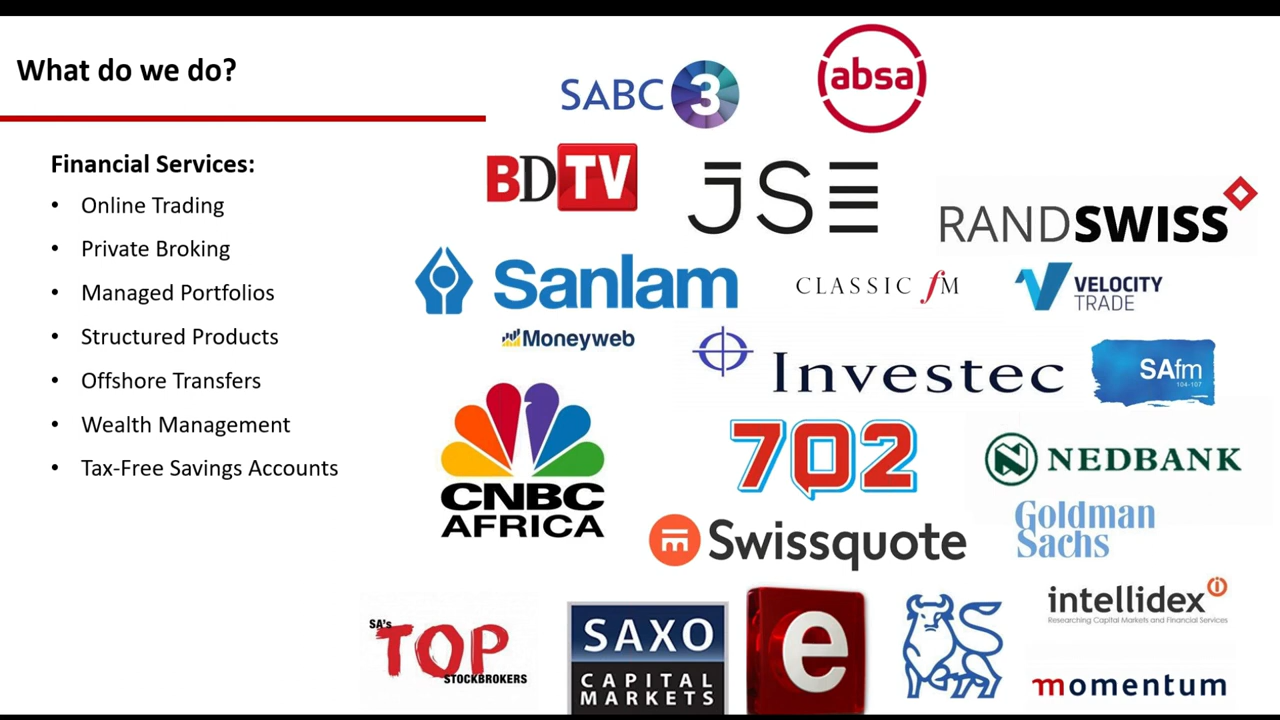 What do we do?
Financial Services:
• Online Trading
• Private Broking
• Managed Portfolios
• Structured Products
• Offshore Transfers
• Wealth Management
• Tax-Free Savings Accounts
SABC 3
absa
BDTV
JSE
RANDSWISS
Sanlam
CLASSIC fM
VELOCITY
TRADE
Moneyweb
Investec
SAfm
104-107
CNBC
AFRICA
702
NEDBANK
Goldman
Sachs
Swissquote
SA's
TOP
STOCKBROKERS
SAXO
CAPITAL
MARKETS
e
intellidex
Researching Capital Markets and Financial Services
momentum